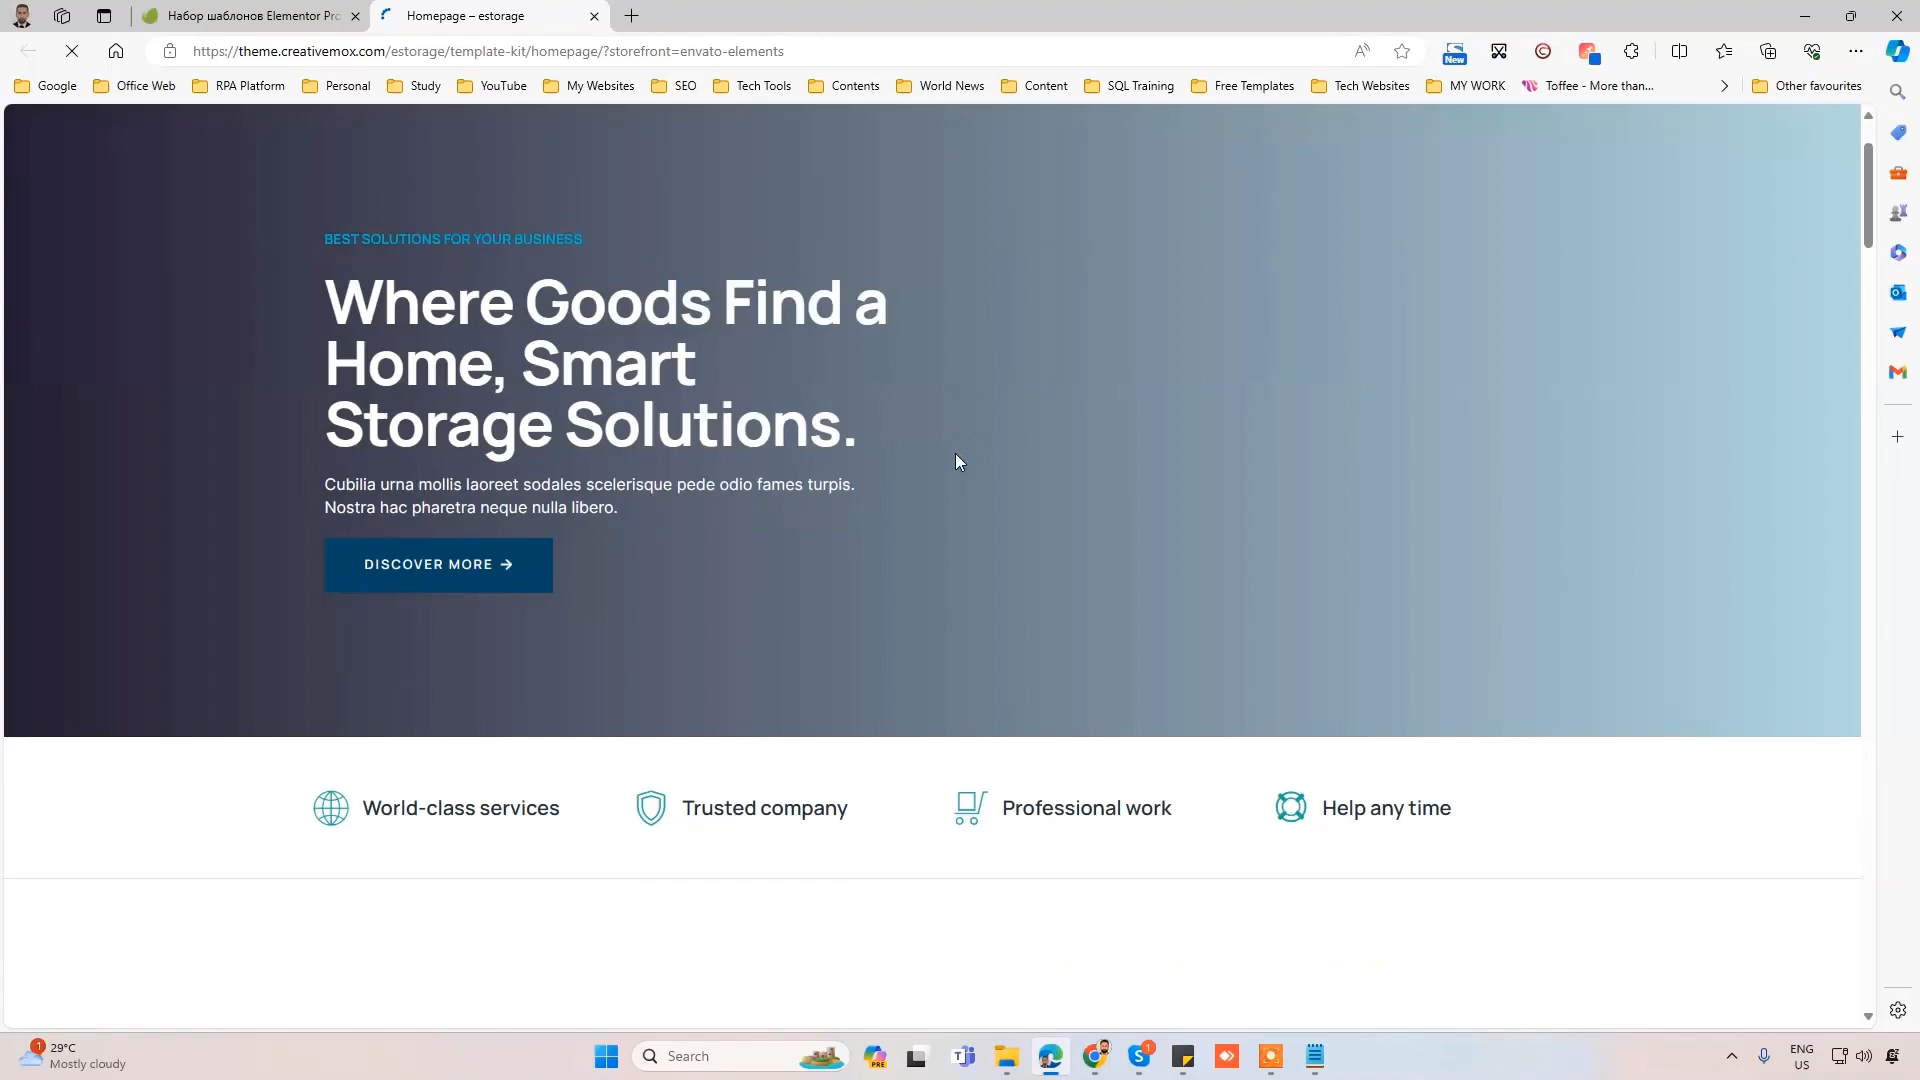 Набор шаблонов Elementor Pro
Homepage – estorage
https://theme.creativemox.com/estorage/template-kit/homepage/?storefront=envato-elements
New
Google
Office Web
RPA Platform
Personal
Study
YouTube
My Websites
SEO
Tech Tools
Contents
World News
Content
SQL Training
Free Templates
Tech Websites
MY WORK
Toffee - More than...
Other favourites
BEST SOLUTIONS FOR YOUR BUSINESS
Where Goods Find a
Home, Smart
Storage Solutions.
Cubilia urna mollis laoreet sodales scelerisque pede odio fames turpis.
Nostra hac pharetra neque nulla libero.
DISCOVER MORE →
World-class services
Trusted company
Professional work
Help any time
1
29°C
Mostly cloudy
Search
PRE
1
ENG
US